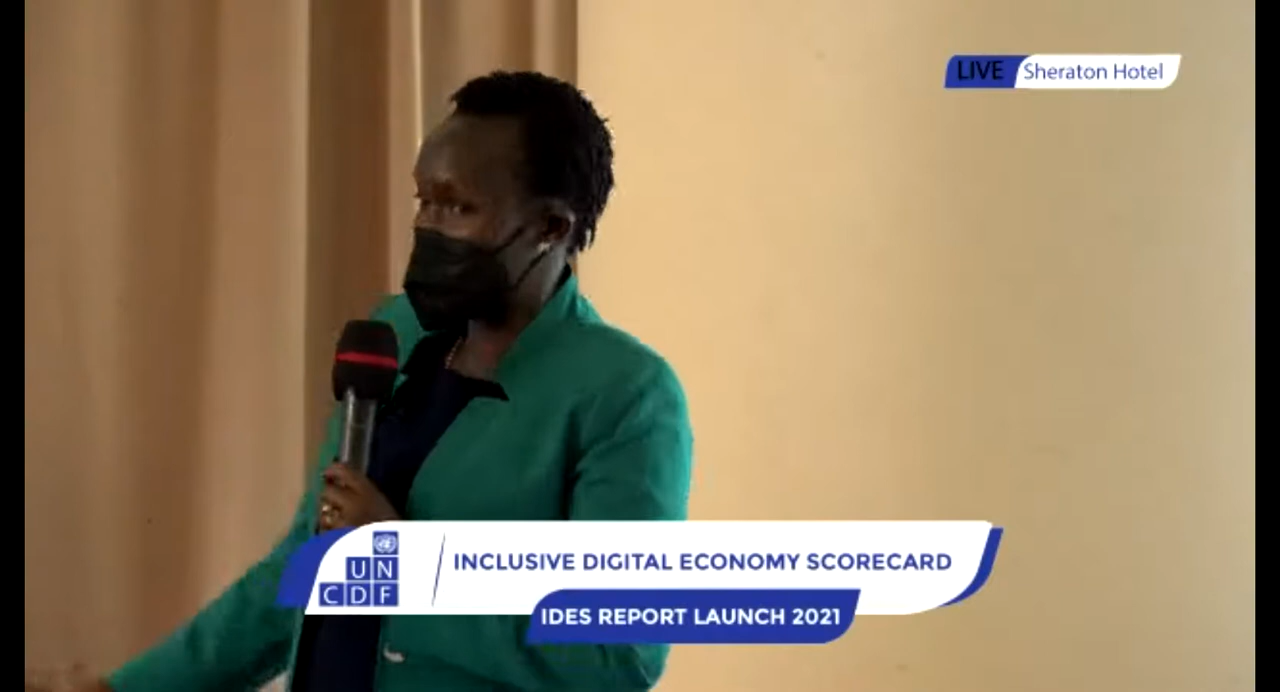 LIVE Sheraton Hotel
UN
CDF
INCLUSIVE DIGITAL ECONOMY SCORECARD
IDES REPORT LAUNCH 2021